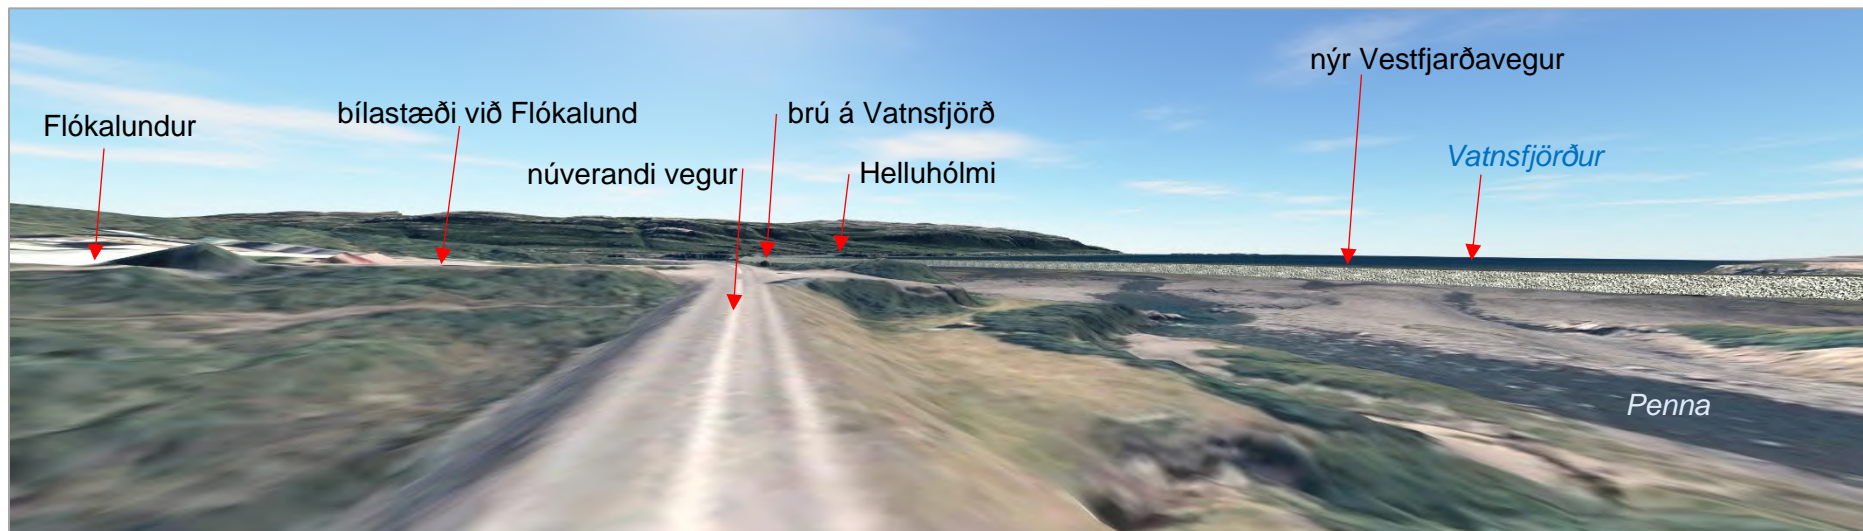 Flókalundur
bílastæði við Flókalund
núverandi vegur
brú á Vatnsfjörð
Helluhólmi
nýr Vestfjarðavegur
Vatnsfjörður
Penna